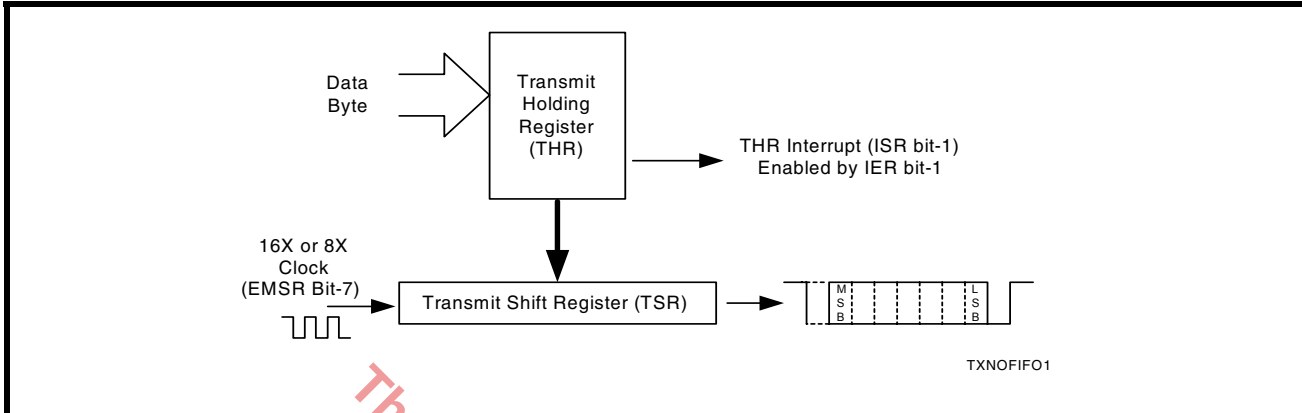 Data
Byte
Transmit
Holding
Register
(THR)
THR Interrupt (ISR bit-1)
Enabled by IER bit-1
16X or 8X
Clock
(EMSR Bit-7)
Transmit Shift Register (TSR)
M
S
B
L
S
B
TXNOFIFO1
Th